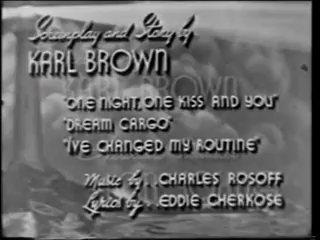 Screenplay and Story by
KARL BROWN
"ONE NIGHT, ONE KISS AND YOU"
"DREAM CARGO"
"I'VE CHANGED MY ROUTINE"
Music by . . CHARLES ROSOFF
Lyrics by . . EDDIE CHERKOSE